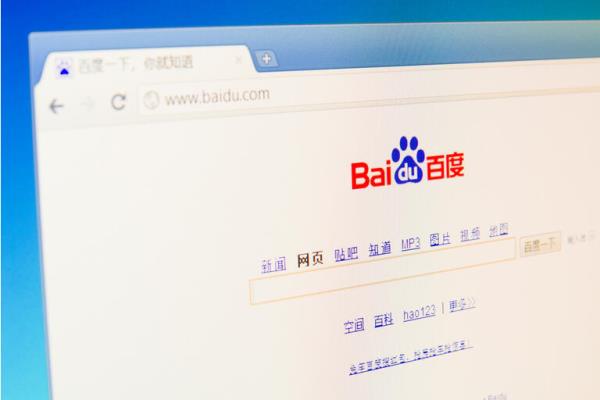 百度一下，你就知道
www.baidu.com
Baidu百度
新闻 网页 贴吧 知道 MP3 图片 视频 地图
百度一下
空间 百科 hao123 | 更多>>
Baidu